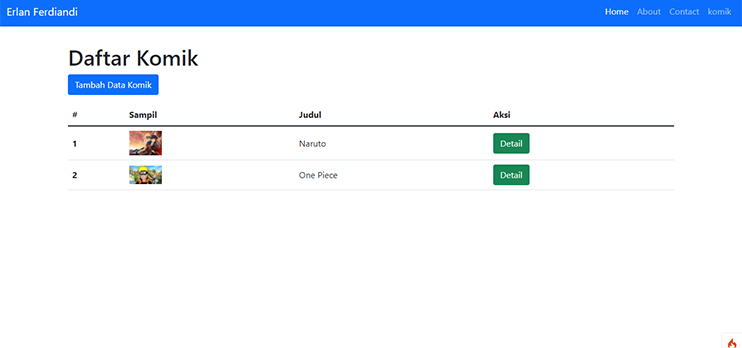 Erlan Ferdiandi Home About Contact komik
Daftar Komik
Tambah Data Komik
# Sampil Judul Aksi
1 Naruto Detail
2 One Piece Detail